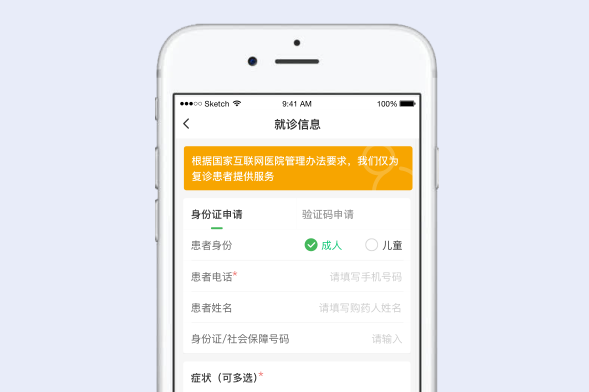 ●●●○○ Sketch 9:41 AM 100%
就诊信息
根据国家互联网医院管理办法要求，我们仅为
复诊患者提供服务
身份证申请 验证码申请
患者身份 成人 儿童
患者电话* 请填写手机号码
患者姓名 请填写购药人姓名
身份证/社会保障号码 请输入
症状（可多选）*